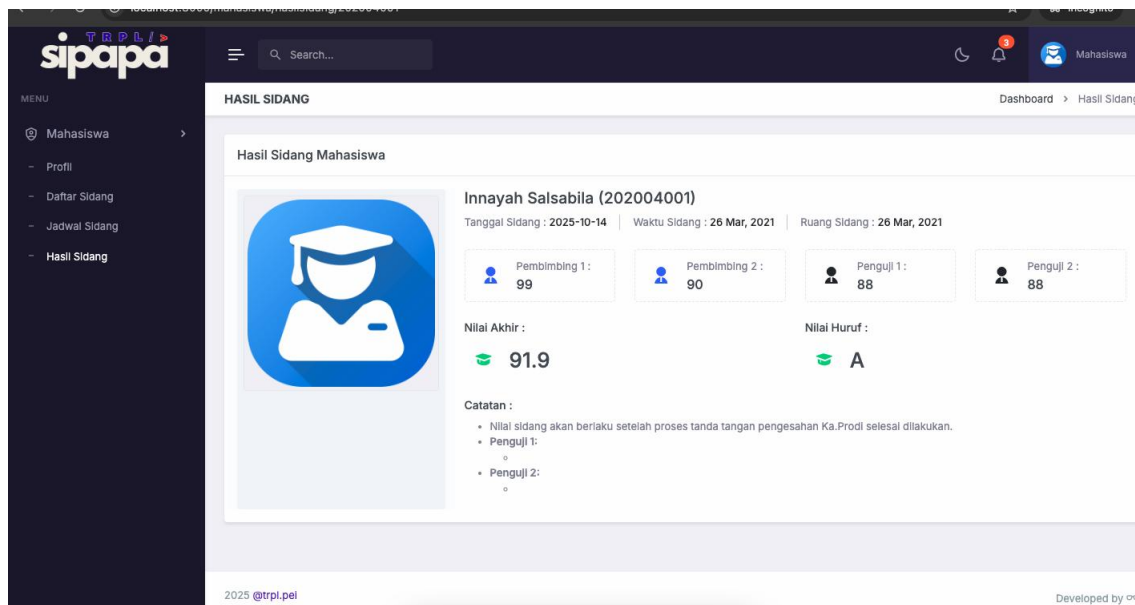 TRPL/>
sipapa
Search...
3
Mahasiswa
MENU
Mahasiswa
- Profil
- Daftar Sidang
- Jadwal Sidang
- Hasil Sidang
HASIL SIDANG
Dashboard > Hasil Sidang
Hasil Sidang Mahasiswa
Innayah Salsabila (202004001)
Tanggal Sidang : 2025-10-14 Waktu Sidang : 26 Mar, 2021 Ruang Sidang : 26 Mar, 2021
Pembimbing 1 : Pembimbing 2 : Penguji 1 : Penguji 2 :
99 90 88 88
Nilai Akhir : Nilai Huruf :
91.9 A
Catatan :
• Nilai sidang akan berlaku setelah proses tanda tangan pengesahan Ka.Prodi selesai dilakukan.
• Penguji 1:
• Penguji 2:
2025 @trpl.pei
Developed by